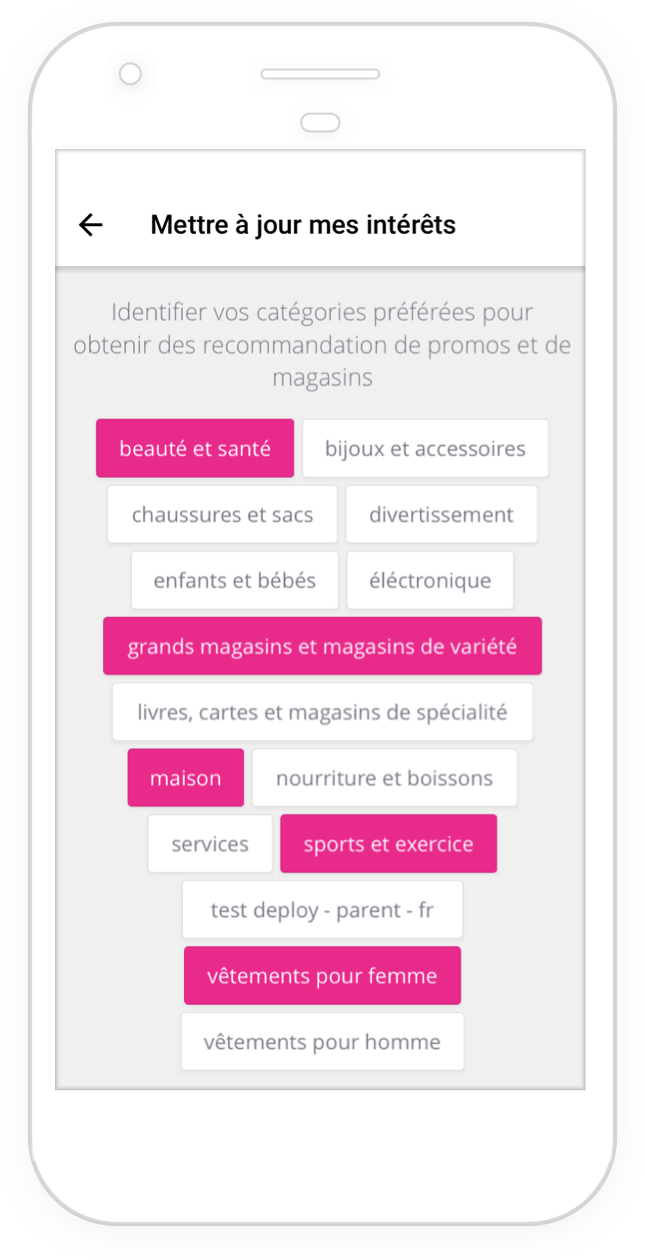 Mettre à jour mes intérêts
Identifier vos catégories préférées pour
obtenir des recommandation de promos et de
magasins
beauté et santé bijoux et accessoires
chaussures et sacs divertissement
enfants et bébés éléctronique
grands magasins et magasins de variété
livres, cartes et magasins de spécialité
maison nourriture et boissons
services sports et exercice
test deploy - parent - fr
vêtements pour femme
vêtements pour homme